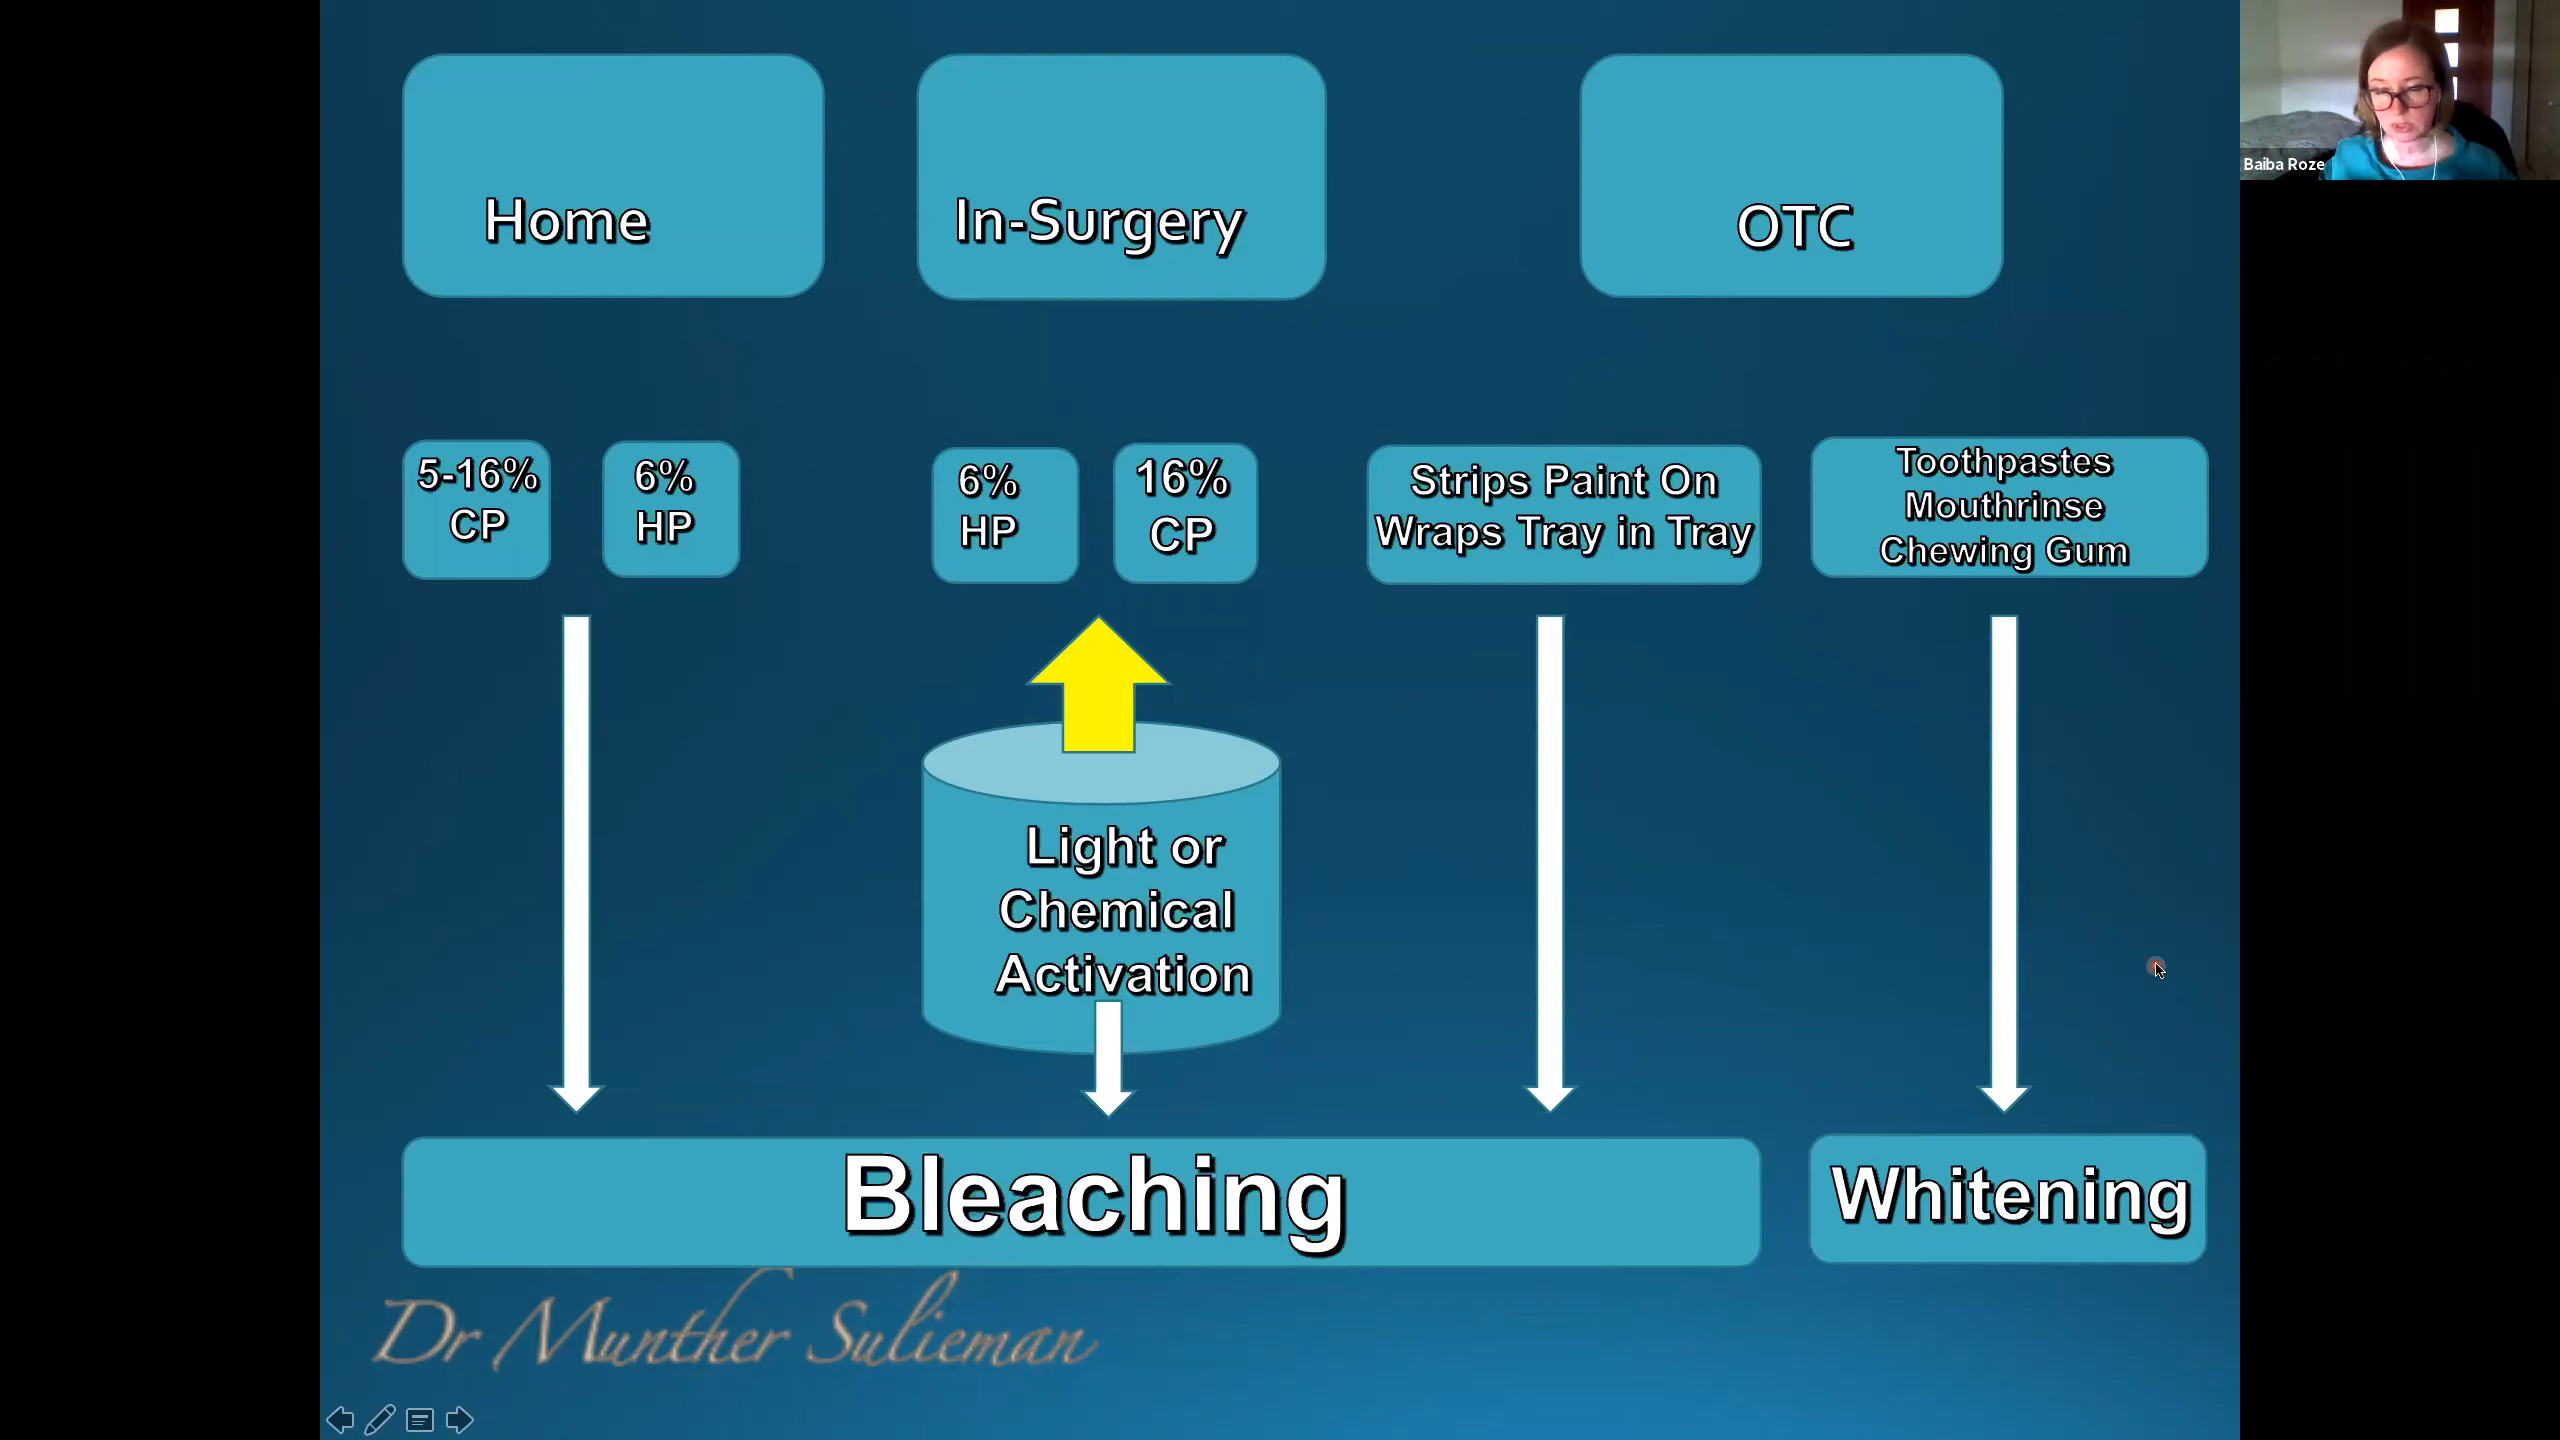 Home
In-Surgery
OTC
Baiba Roze
5-16%
CP
6%
HP
6%
HP
16%
CP
Strips Paint On
Wraps Tray in Tray
Toothpastes
Mouthrinse
Chewing Gum
Light or
Chemical
Activation
Bleaching
Whitening
Dr Munther Sulieman